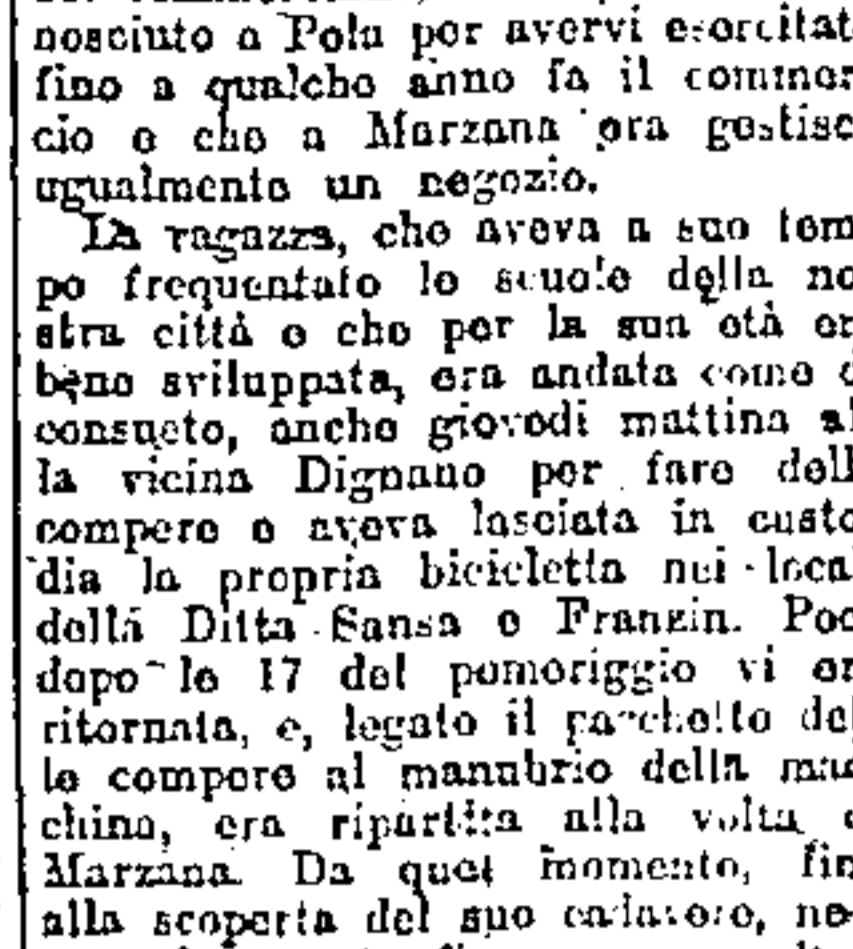 nosciuto a Pola per avervi esercitat
fino a qualche anno fa il commer
cio e che a Marzana ora gestisc
ugualmente un negozio.
La ragazza, che aveva a suo tem
po frequentato le scuole della no
stra città e che per la sua età er
bene sviluppata, era andata come d
consueto, anche giovedì mattina al
la vicina Dignano per fare dell
compere e aveva lasciata in custo
dia la propria bicicletta nei local
della Ditta Sansa e Franzin. Poc
dopo le 17 del pomeriggio vi er
ritornata, e, legato il pacchetto del
le compere al manubrio della mac
china, era ripartita alla volta d
Marzana. Da quel momento, fin
alla scoperta del suo cadavere, ne-